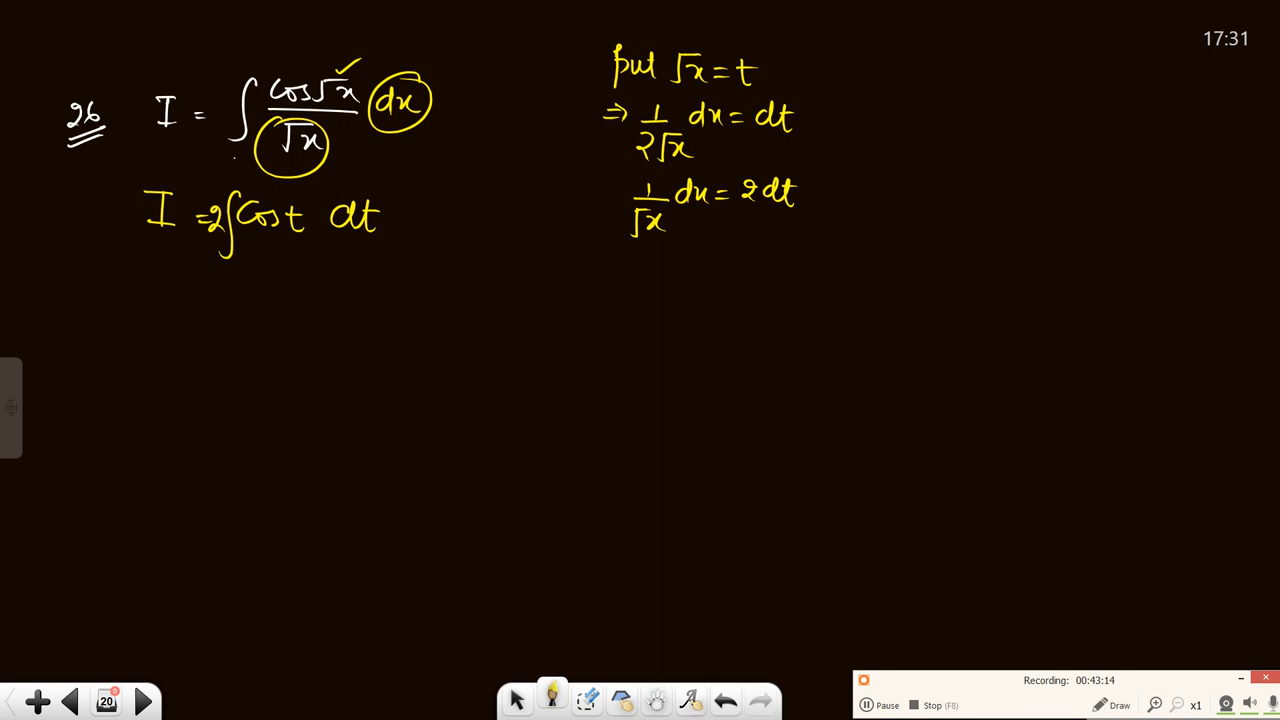 17:31
26 I = ∫ cos√x / √x dx
I = 2∫cos t dt
put √x = t
⇒ 1/2√x dx = dt
1/√x dx = 2dt
20
0
Recording: 00:43:14
Pause Stop (F8) Draw x1